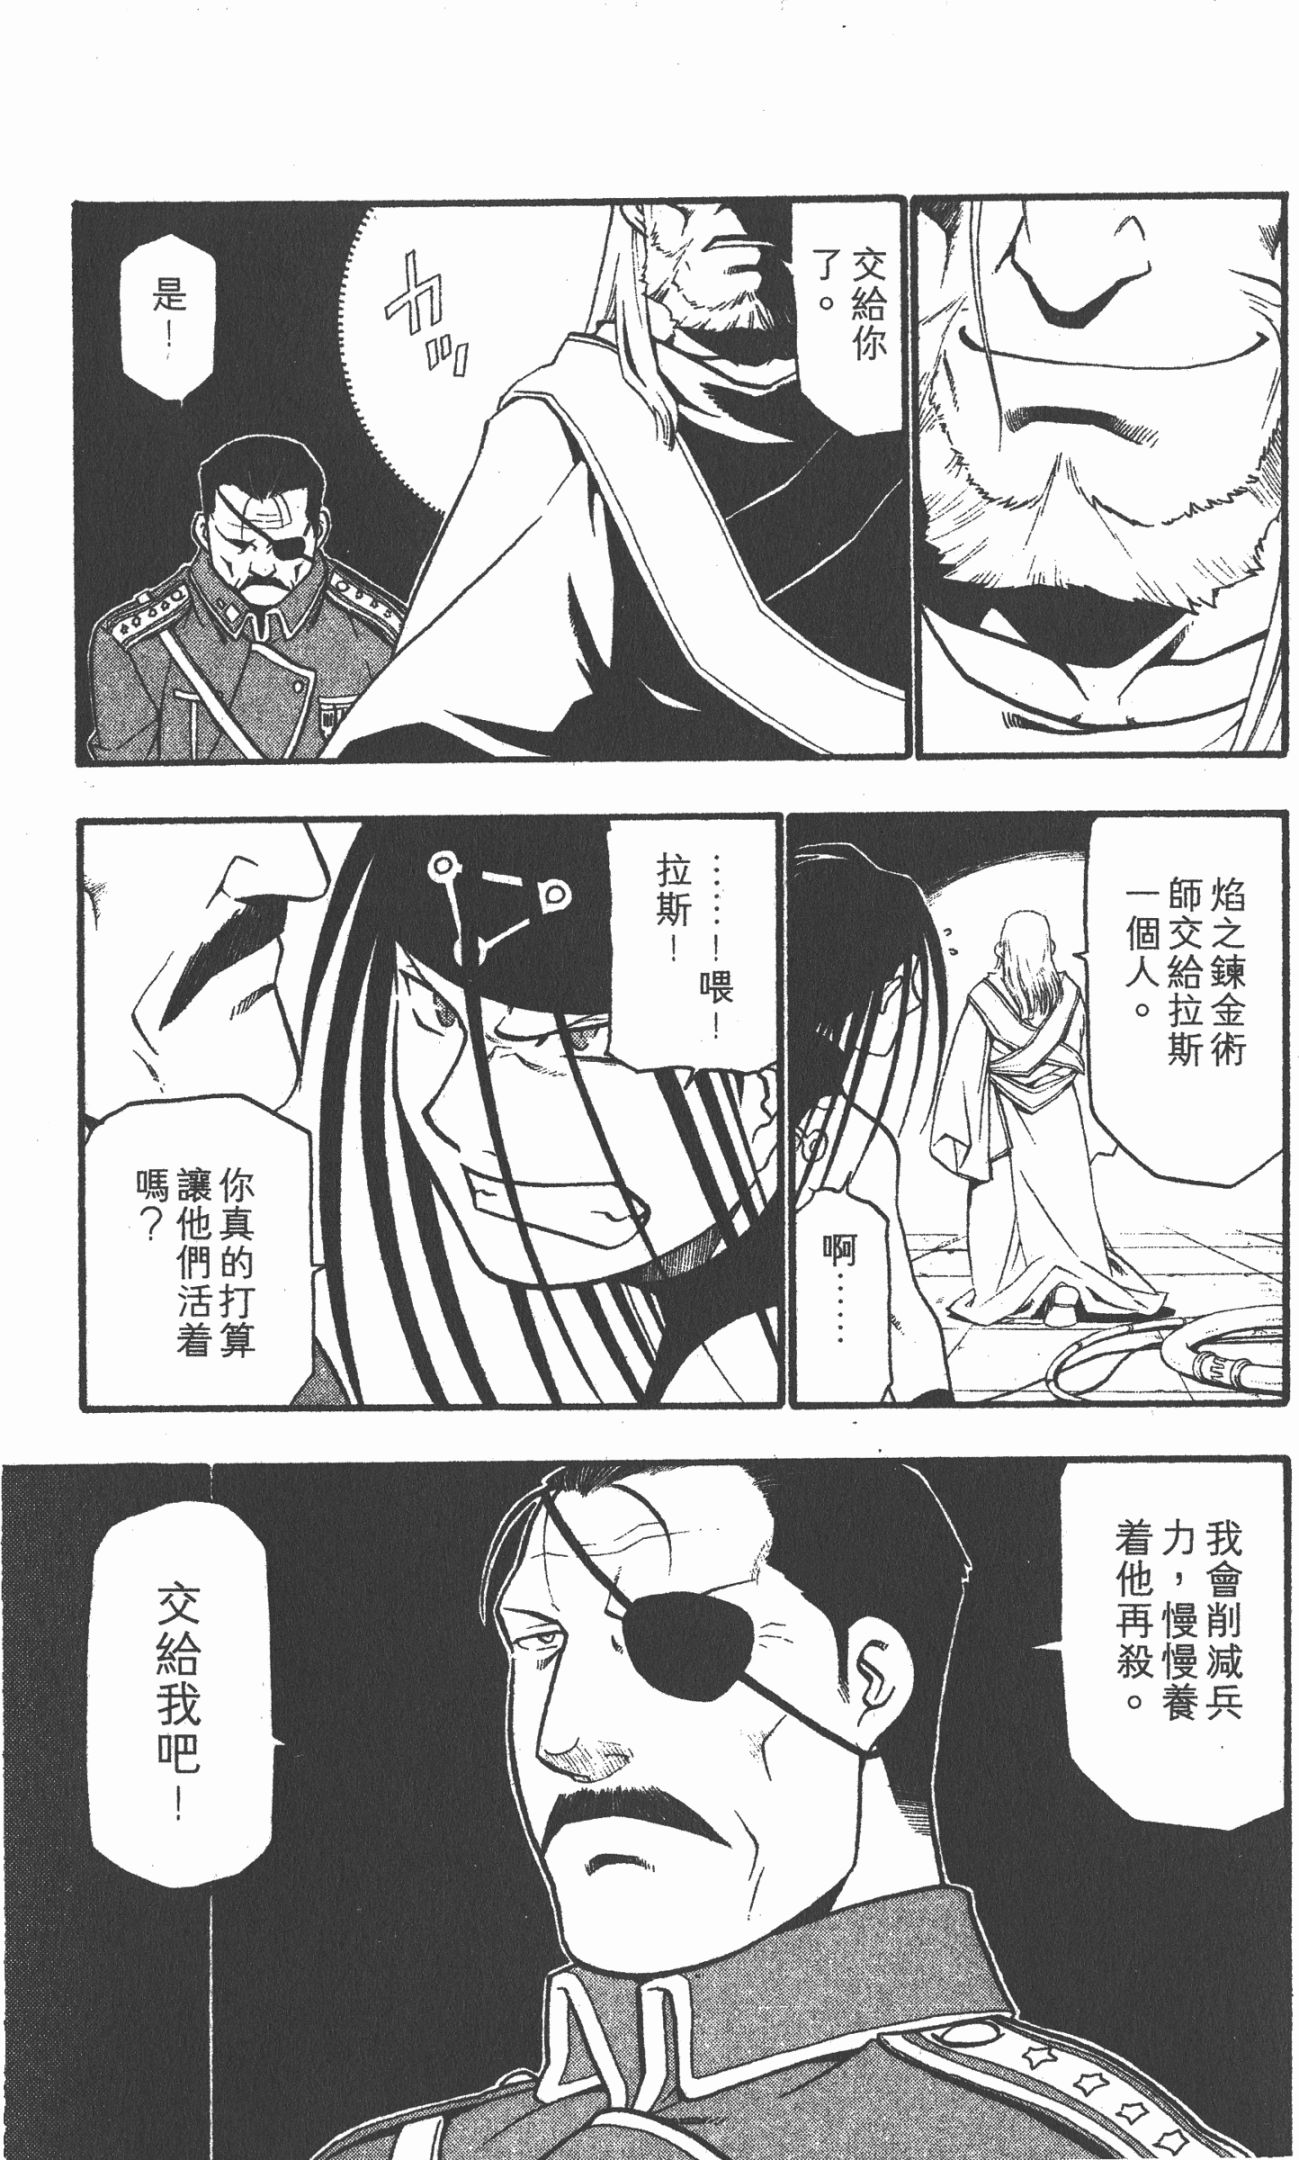 交給你
了。
カ
ツッ
是！
焰之鍊金術
師交給拉斯
一個人。
啊……
……！喂！
拉斯！
你真的打算
讓他們活着
嗎？
我會削減兵
力，慢慢養
着他再殺。
交給我吧！